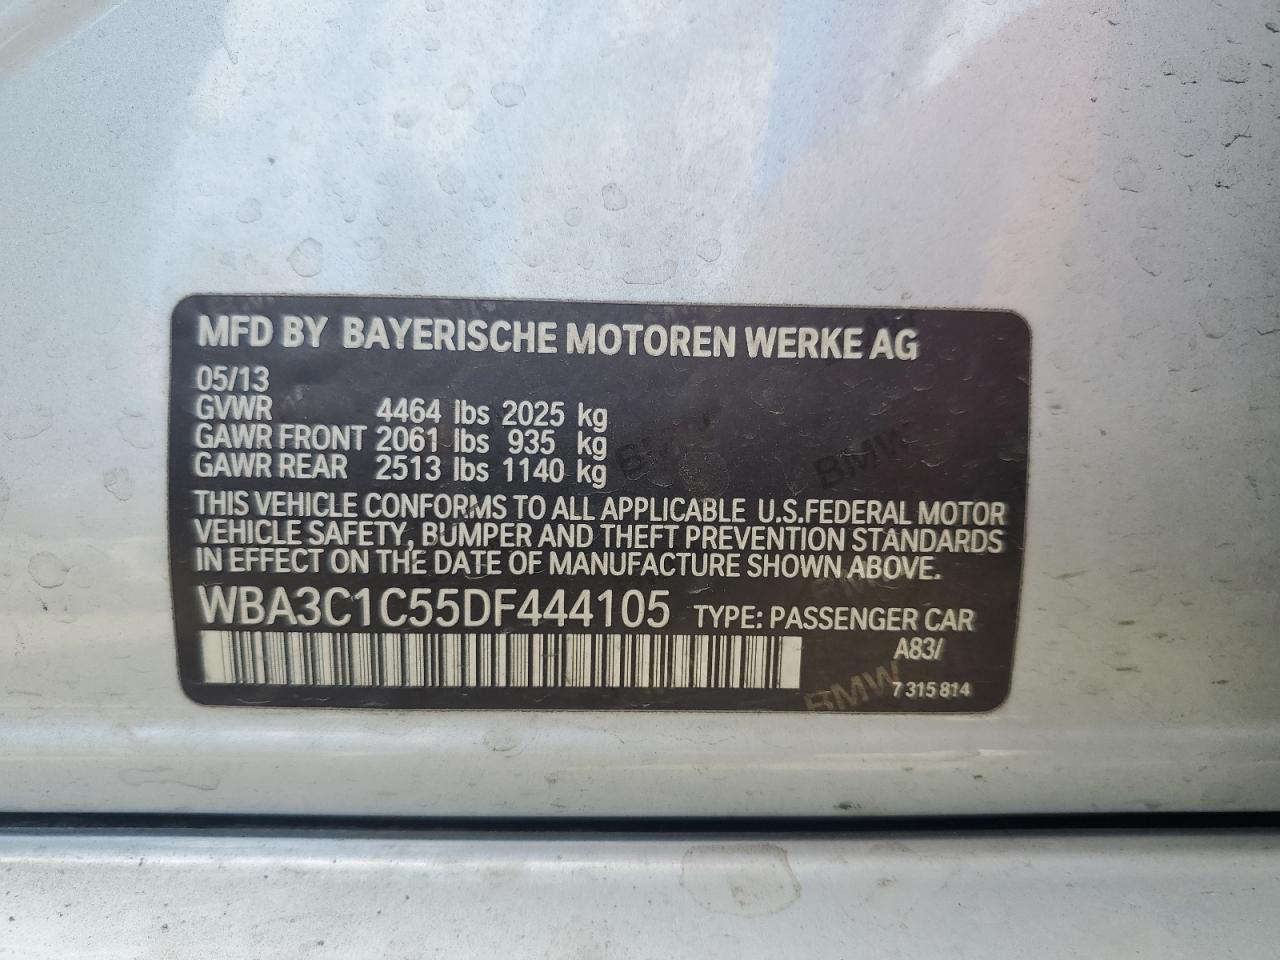 MFD BY BAYERISCHE MOTOREN WERKE AG
05/13
GVWR 4464 lbs 2025 kg
GAWR FRONT 2061 lbs 935 kg
GAWR REAR 2513 lbs 1140 kg
THIS VEHICLE CONFORMS TO ALL APPLICABLE U.S.FEDERAL MOTOR
VEHICLE SAFETY, BUMPER AND THEFT PREVENTION STANDARDS
IN EFFECT ON THE DATE OF MANUFACTURE SHOWN ABOVE.
WBA3C1C55DF444105 TYPE: PASSENGER CAR
A83/
7 315 814
BMW
BMW
BMW